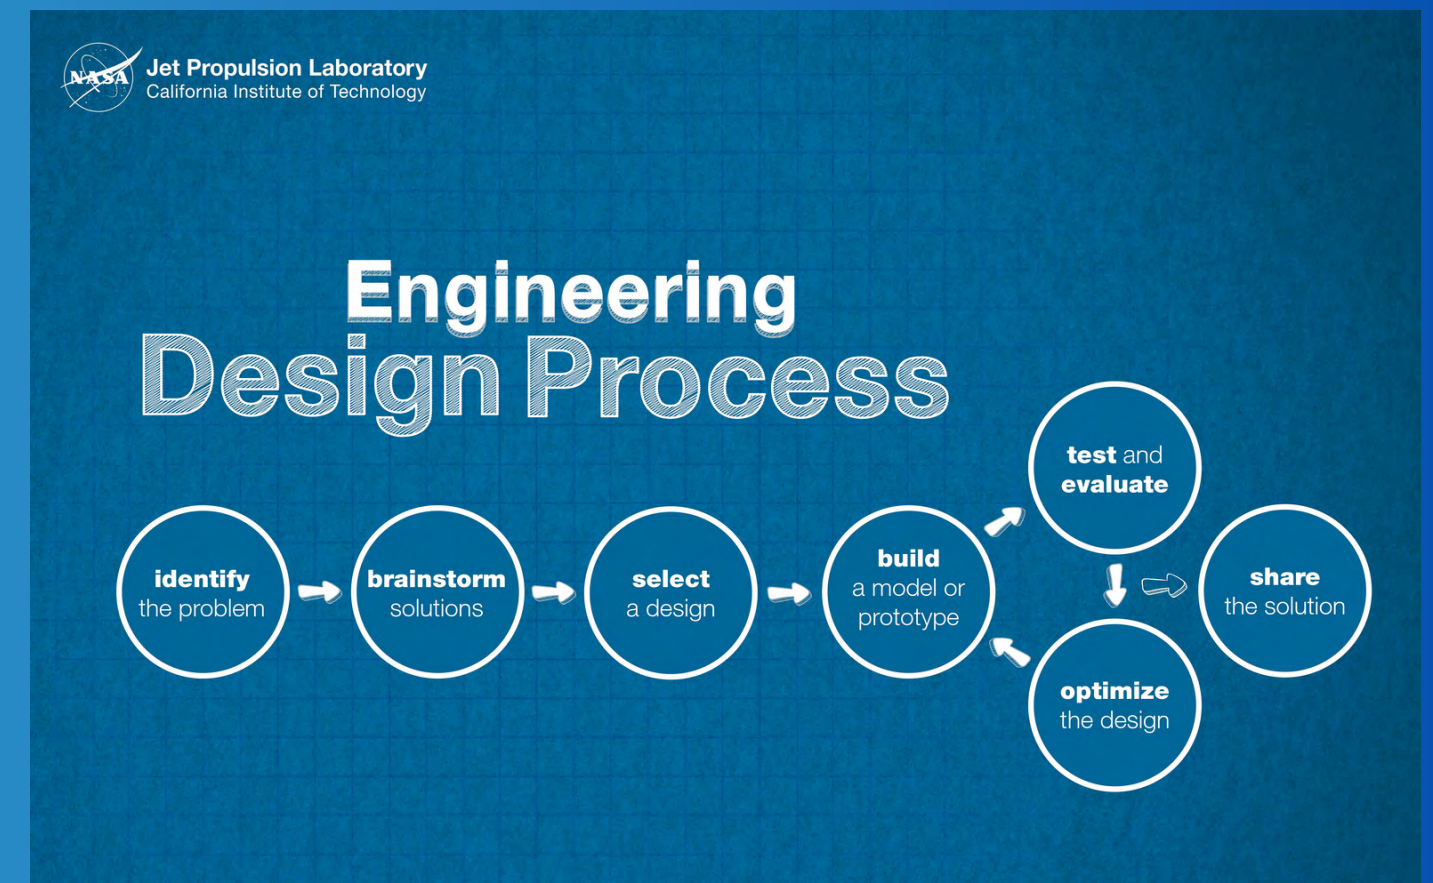 NASA
Jet Propulsion Laboratory
California Institute of Technology
Engineering
Design Process
identify
the problem
brainstorm
solutions
select
a design
build
a model or
prototype
test and
evaluate
optimize
the design
share
the solution